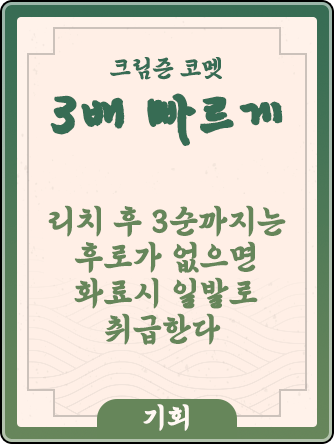 크림즌 코멧
3배 빠르게
리치 후 3순까지는
후로가 없으면
화료시 일발로
취급한다
기회